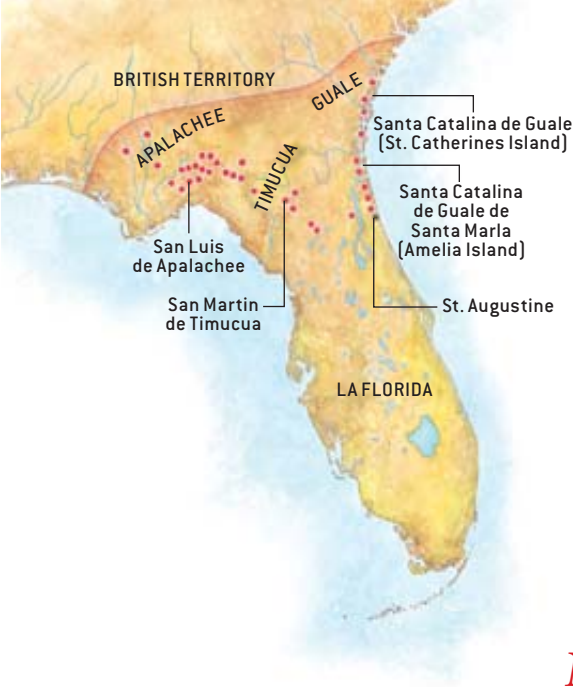 BRITISH TERRITORY
GUALE
APALACHEE
TIMUCUA
Santa Catalina de Guale
(St. Catherines Island)
Santa Catalina
de Guale de
Santa Marla
(Amelia Island)
San Luis
de Apalachee
San Martin
de Timucua
St. Augustine
LA FLORIDA